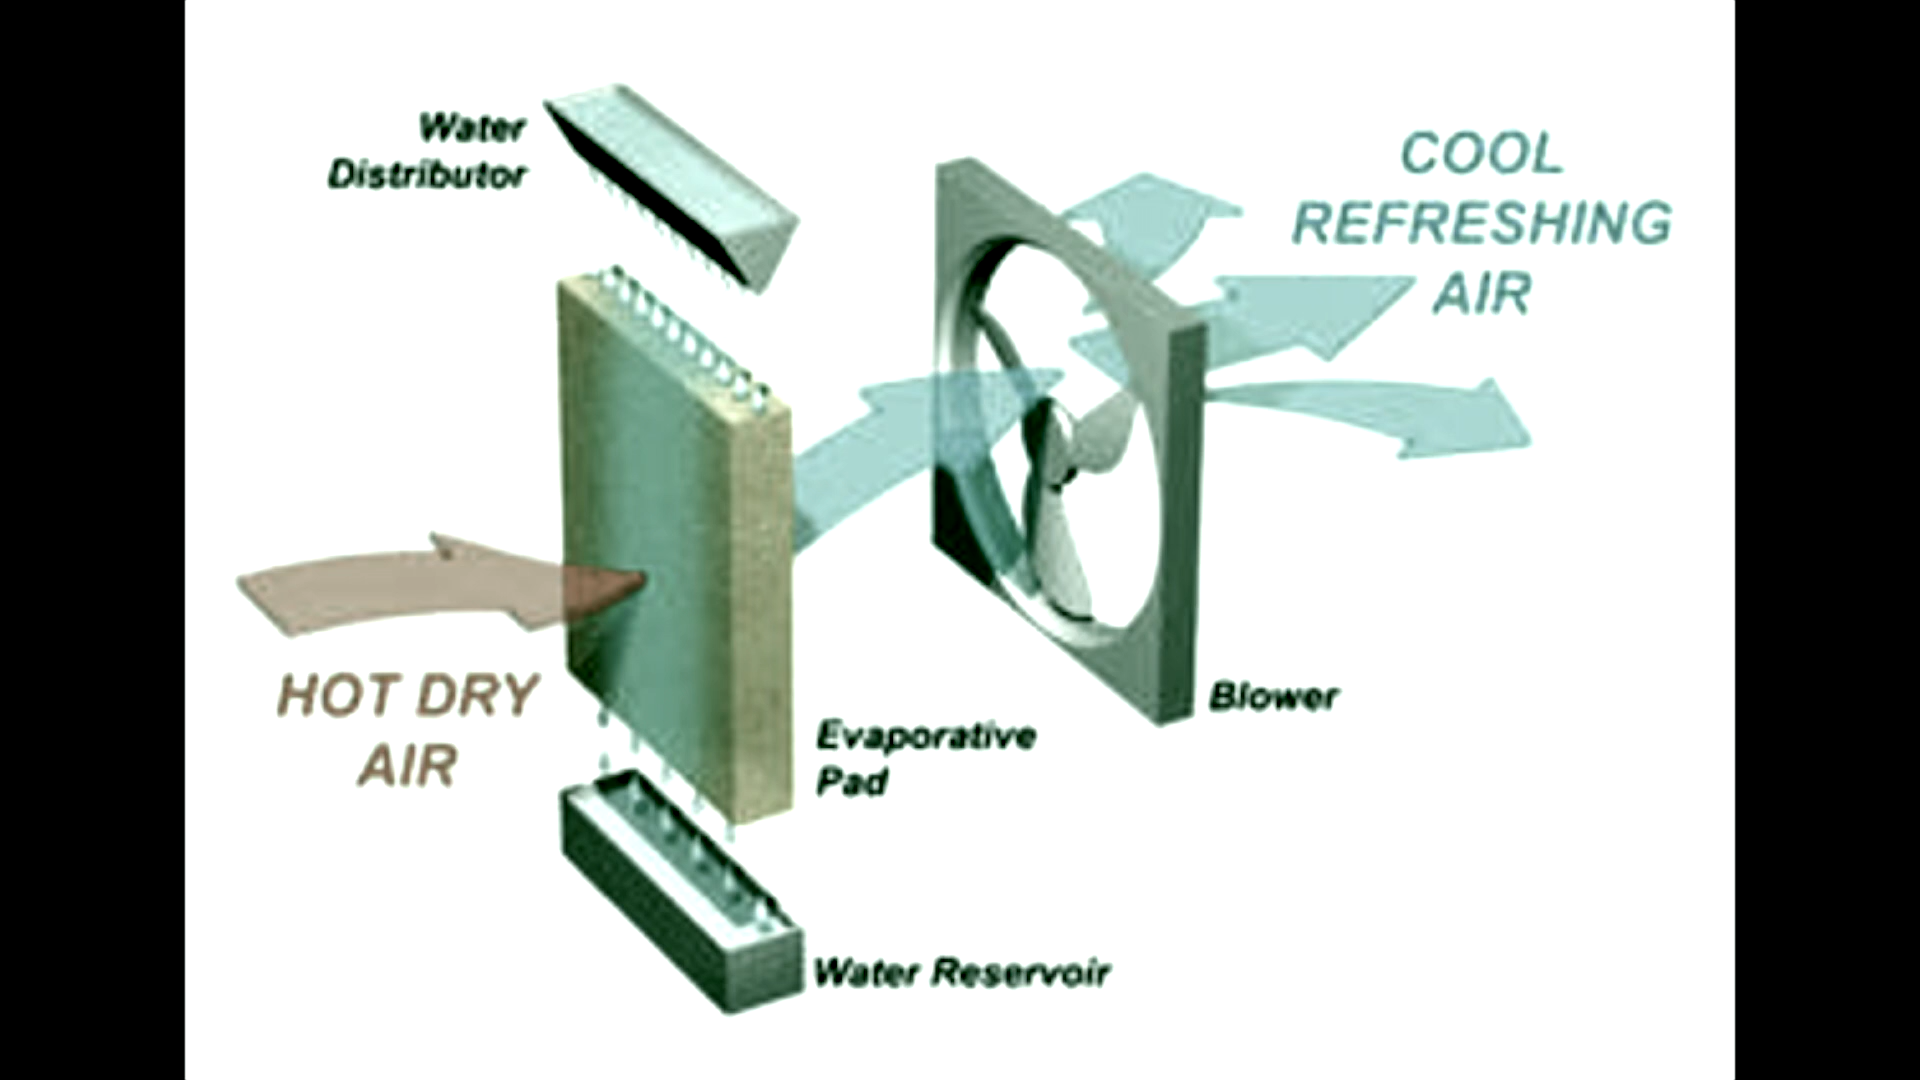 Water
Distributor
COOL
REFRESHING
AIR
HOT DRY
AIR
Blower
Evaporative
Pad
Water Reservoir